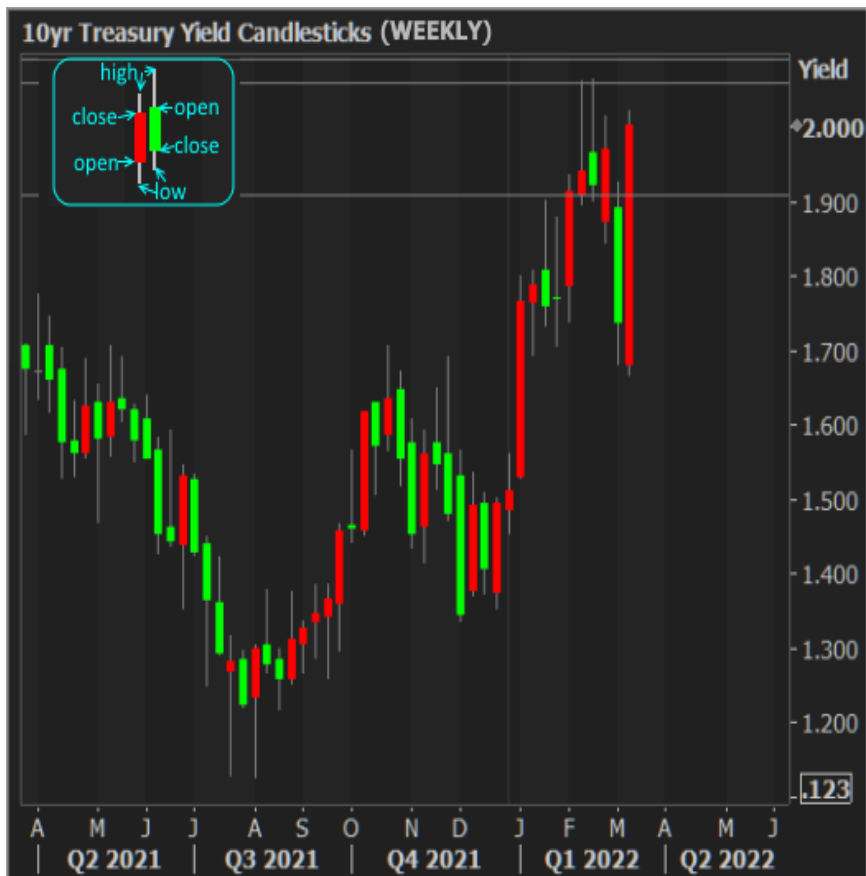 10yr Treasury Yield Candlesticks (WEEKLY)
high
close
open
open
close
low
Yield
2.000
1.900
1.800
1.700
1.600
1.500
1.400
1.300
1.200
.123
A M J J A S O N D J F M A M J
Q2 2021 Q3 2021 Q4 2021 Q1 2022 Q2 2022